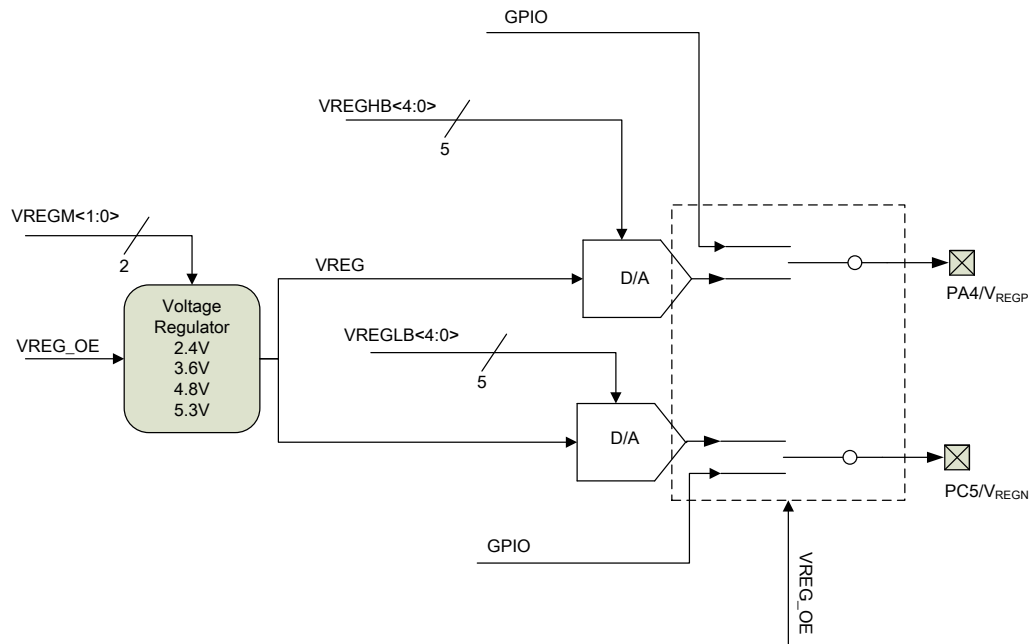 GPIO
VREGHB<4:0>
5
VREGM<1:0>
2
VREG
D/A
PA4/VREGP
Voltage
Regulator
2.4V
3.6V
4.8V
5.3V
VREG_OE
VREGLB<4:0>
5
D/A
PC5/VREGN
GPIO
VREG_OE